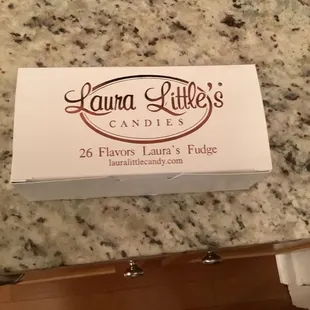 Laura Little's
CANDIES
26 Flavors Laura's Fudge
lauralittlecandy.com